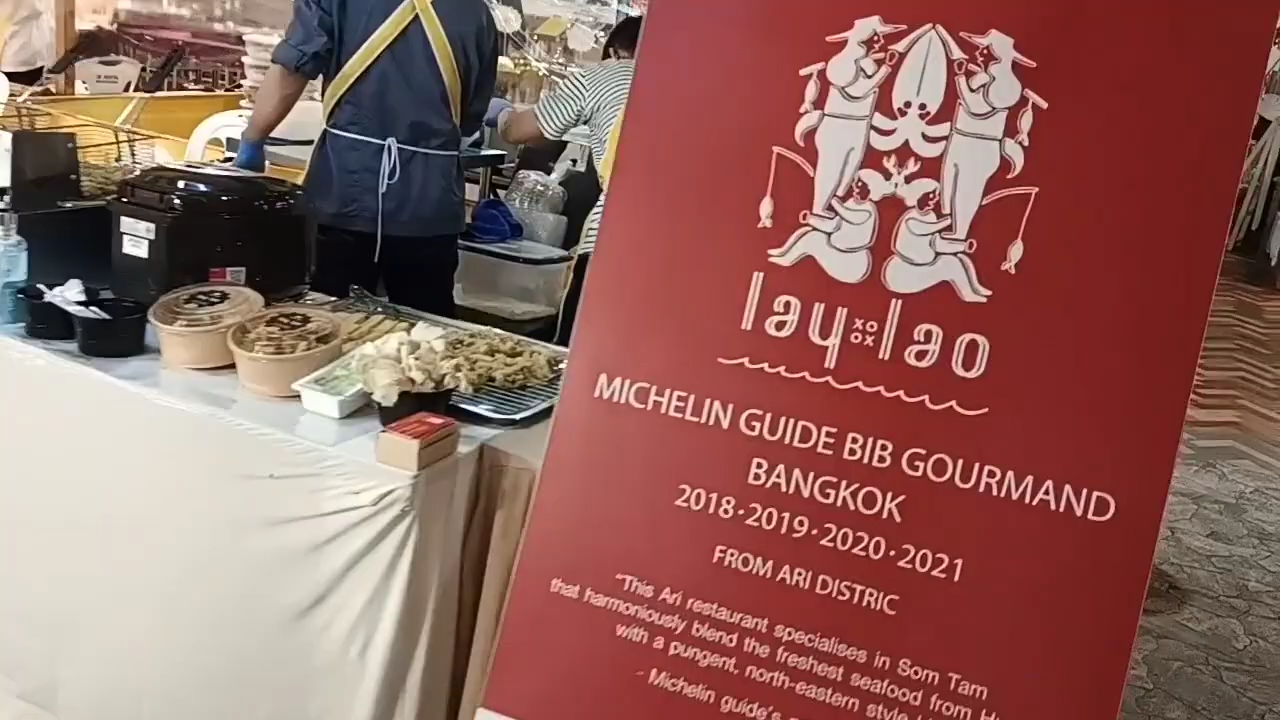 lay xo ox lao
MICHELIN GUIDE BIB GOURMAND
BANGKOK
2018·2019·2020·2021
FROM ARI DISTRIC
"This Ari restaurant specialises in Som Tam
that harmoniously blend the freshest seafood from
with a pungent, north-eastern style
- Michelin guide's